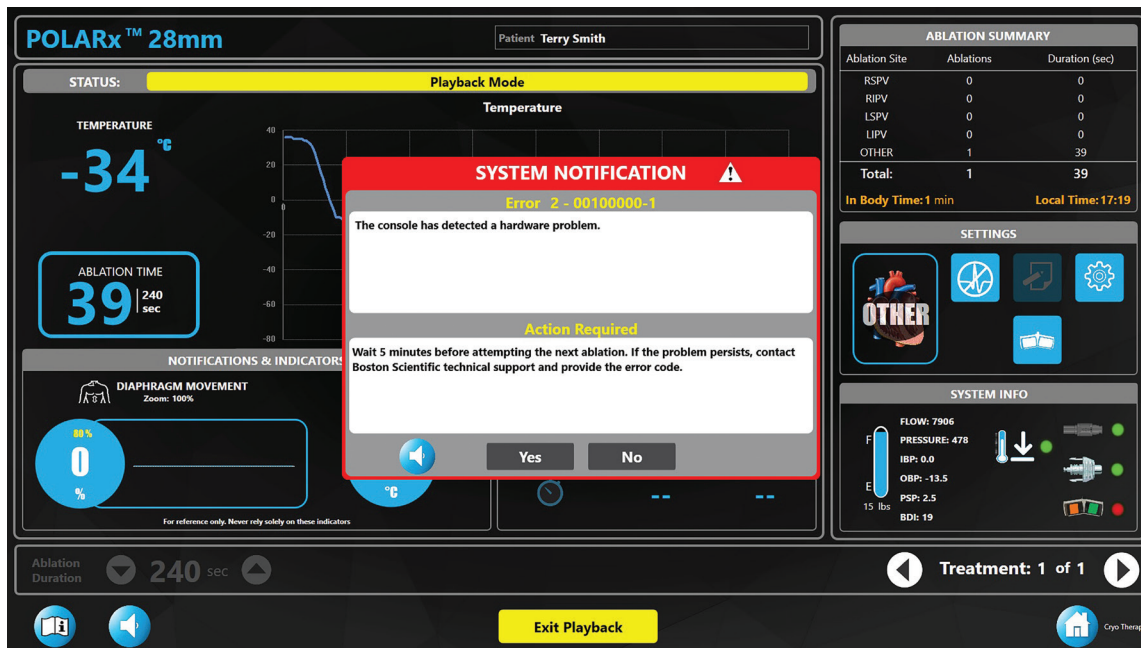 POLARx™ 28mm
Patient Terry Smith
STATUS:
Playback Mode
TEMPERATURE
-34 °C
ABLATION TIME
39 240 sec
Temperature
40
20
0
0
-20
-40
-60
-80
SYSTEM NOTIFICATION
Error 2 - 00100000-1
The console has detected a hardware problem.
Action Required
Wait 5 minutes before attempting the next ablation. If the problem persists, contact
Boston Scientific technical support and provide the error code.
Yes No
NOTIFICATIONS & INDICATORS
DIAPHRAGM MOVEMENT
Zoom: 100%
80 %
0
%
°C
-- --
For reference only. Never rely solely on these indicators
ABLATION SUMMARY
Ablation Site Ablations Duration (sec)
RSPV 0 0
RIPV 0 0
LSPV 0 0
LIPV 0 0
OTHER 1 39
Total: 1 39
In Body Time: 1 min Local Time: 17:19
SETTINGS
OTHER
SYSTEM INFO
F
E
15 lbs
FLOW: 7906
PRESSURE: 478
IBP: 0.0
OBP: -13.5
PSP: 2.5
BDI: 19
Ablation
Duration
240 sec
Treatment: 1 of 1
Exit Playback
Cryo Therap